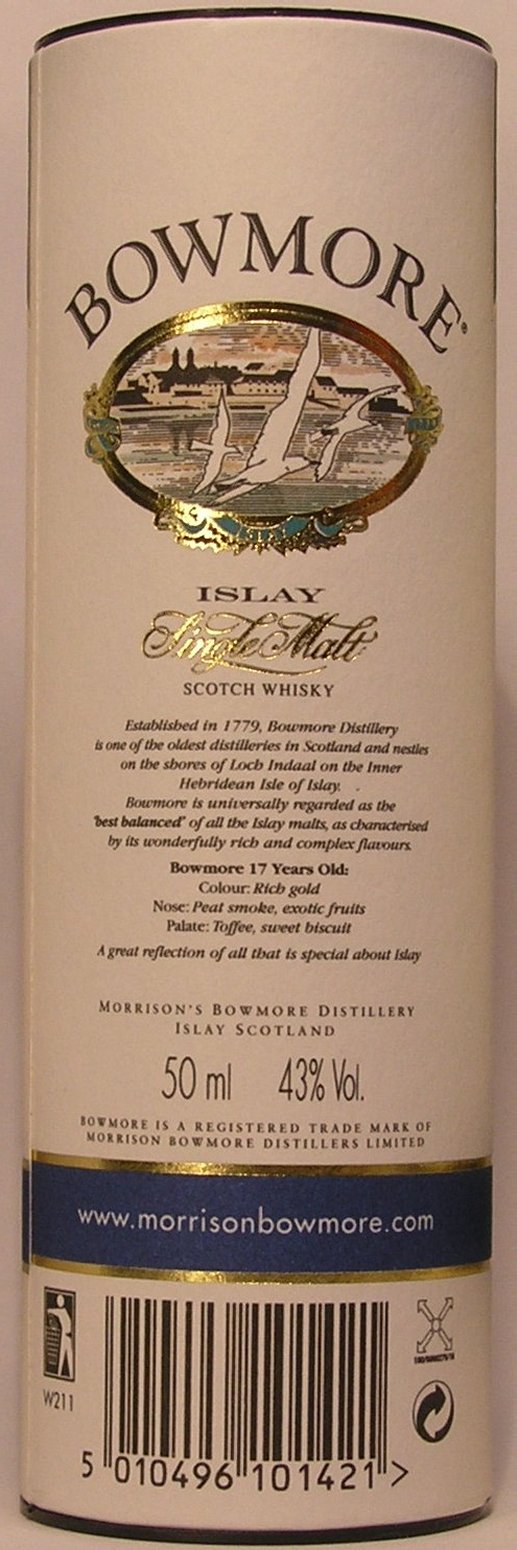 BOWMORE®
ISLAY
Single Malt
SCOTCH WHISKY
Established in 1779, Bowmore Distillery
is one of the oldest distilleries in Scotland and nestles
on the shores of Loch Indaal on the Inner
Hebridean Isle of Islay.
Bowmore is universally regarded as the
'best balanced' of all the Islay malts, as characterised
by its wonderfully rich and complex flavours.
Bowmore 17 Years Old:
Colour: Rich gold
Nose: Peat smoke, exotic fruits
Palate: Toffee, sweet biscuit
A great reflection of all that is special about Islay
MORRISON'S BOWMORE DISTILLERY
ISLAY SCOTLAND
50 ml 43% Vol.
BOWMORE IS A REGISTERED TRADE MARK OF
MORRISON BOWMORE DISTILLERS LIMITED
www.morrisonbowmore.com
W211
5 010496 101421 >